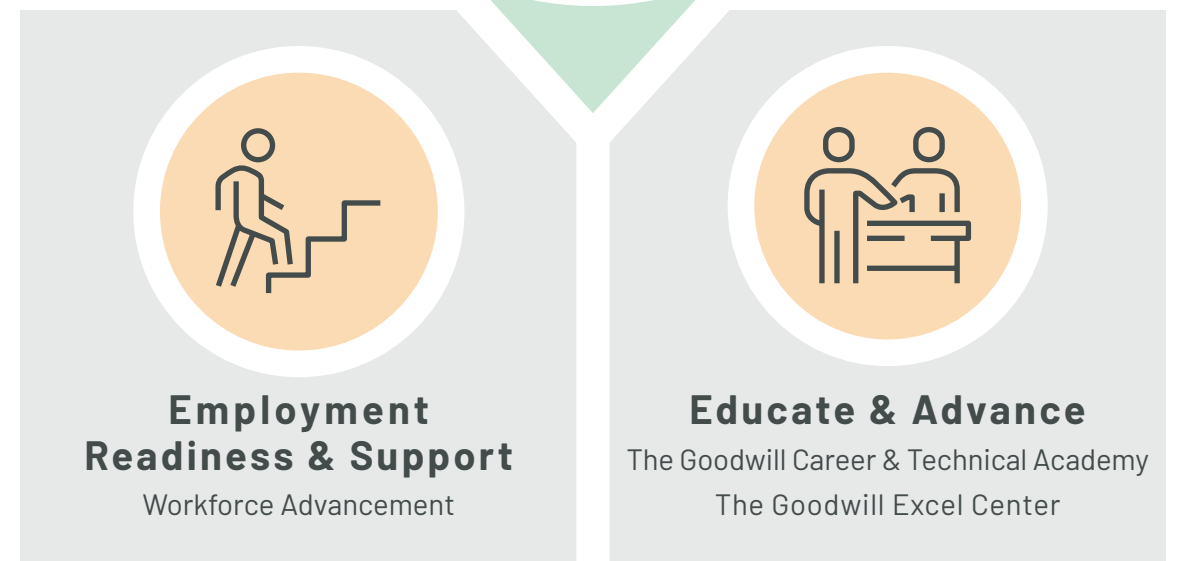 Employment
Readiness & Support
Workforce Advancement
Educate & Advance
The Goodwill Career & Technical Academy
The Goodwill Excel Center